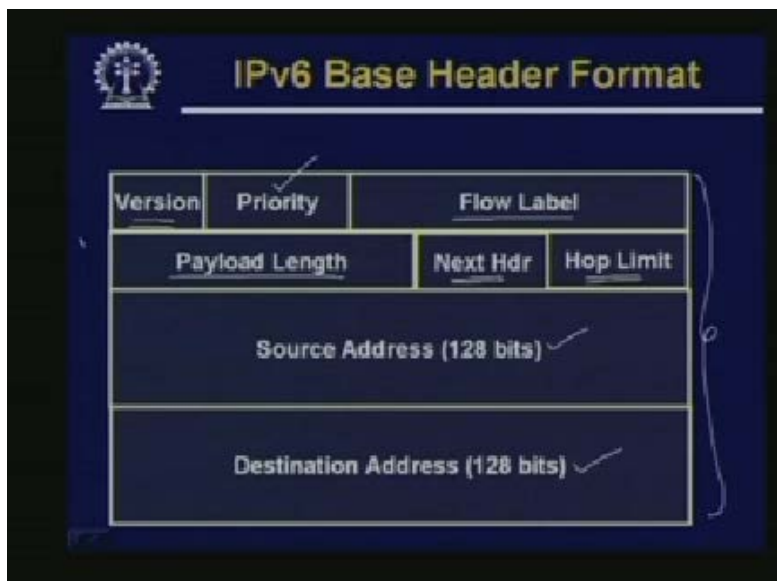 IPv6 Base Header Format
Version Priority Flow Label
Payload Length Next Hdr Hop Limit
Source Address (128 bits)
Destination Address (128 bits)